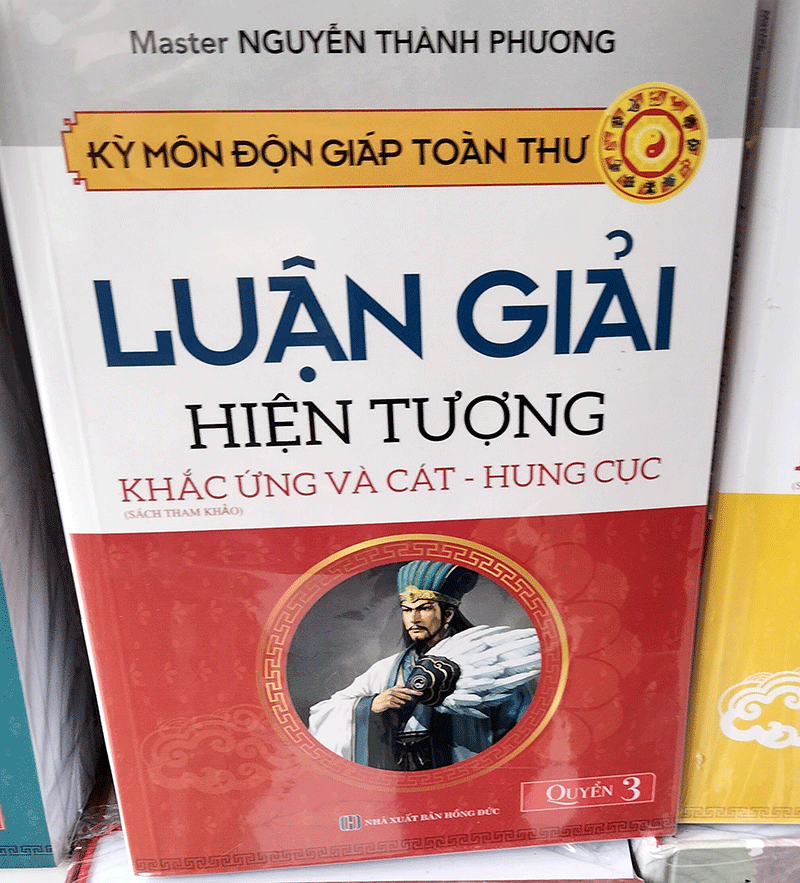 Master NGUYỄN THÀNH PHƯƠNG
KỲ MÔN ĐỘN GIÁP TOÀN THƯ
LUẬN GIẢI
HIỆN TƯỢNG
KHẮC ỨNG VÀ CÁT - HUNG CỤC
(SÁCH THAM KHẢO)
QUYỂN 3
NHÀ XUẤT BẢN HỒNG ĐỨC